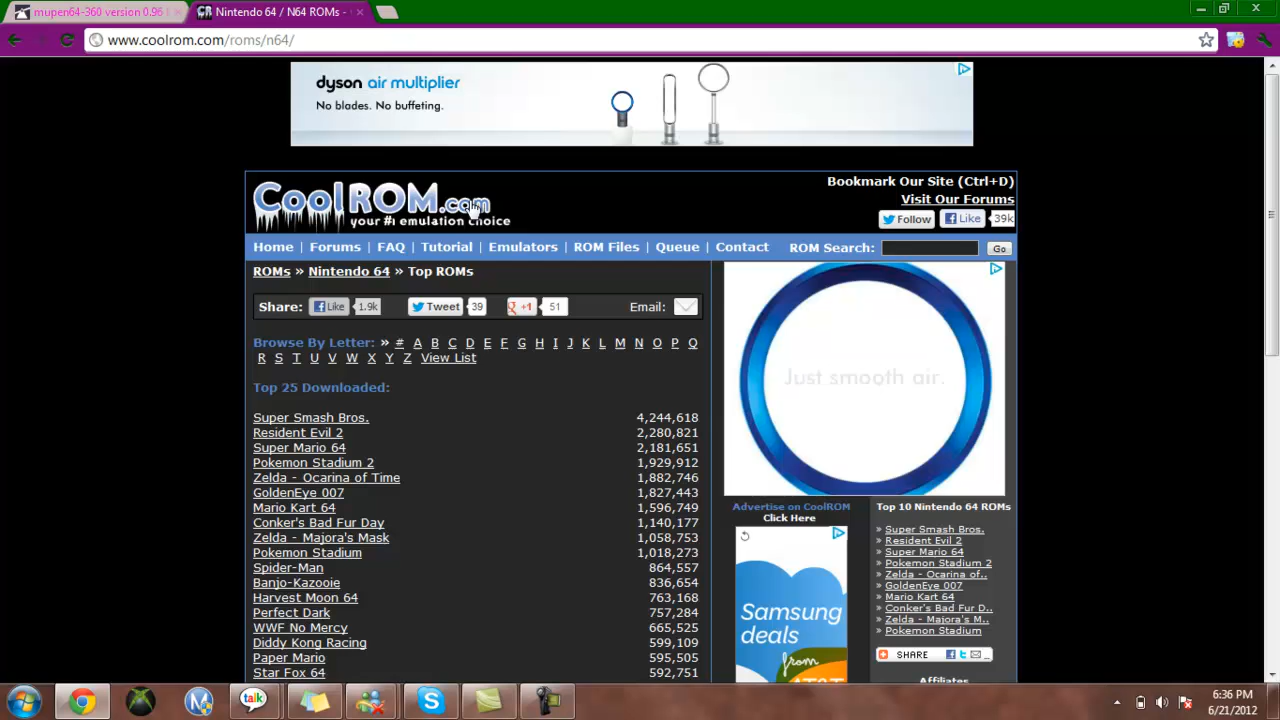 mupen64-360 version 0.96
Nintendo 64 / N64 ROMs -
www.coolrom.com/roms/n64/
dyson air multiplier
No blades. No buffeting.
CoolROM.com
your #1 emulation choice
Bookmark Our Site (Ctrl+D)
Visit Our Forums
Follow Like 39k
Home | Forums | FAQ | Tutorial | Emulators | ROM Files | Queue | Contact ROM Search: Go
ROMs » Nintendo 64 » Top ROMs
Share: Like 1.9k Tweet 39 +1 51 Email:
Browse By Letter: » # A B C D E F G H I J K L M N O P Q
R S T U V W X Y Z View List
Top 25 Downloaded:
Super Smash Bros. 4,244,618
Resident Evil 2 2,280,821
Super Mario 64 2,181,651
Pokemon Stadium 2 1,929,912
Zelda - Ocarina of Time 1,882,746
GoldenEye 007 1,827,443
Mario Kart 64 1,596,749
Conker's Bad Fur Day 1,140,177
Zelda - Majora's Mask 1,058,753
Pokemon Stadium 1,018,273
Spider-Man 864,557
Banjo-Kazooie 836,654
Harvest Moon 64 763,168
Perfect Dark 757,284
WWF No Mercy 665,525
Diddy Kong Racing 599,109
Paper Mario 595,505
Star Fox 64 592,751
Just smooth air.
Advertise on CoolROM
Click Here
Samsung
deals
from
AT&T
Top 10 Nintendo 64 ROMs
» Super Smash Bros.
» Resident Evil 2
» Super Mario 64
» Pokemon Stadium 2
» Zelda - Ocarina of..
» GoldenEye 007
» Mario Kart 64
» Conker's Bad Fur D..
» Zelda - Majora's M..
» Pokemon Stadium
SHARE
Affiliates
talk
6:36 PM
6/21/2012